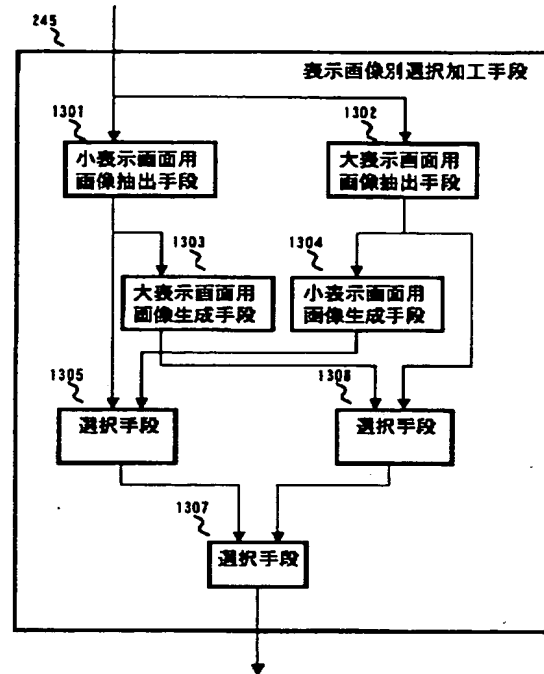 245
表示画像別選択加工手段
1301
1302
小表示画面用
画像抽出手段
大表示画面用
画像抽出手段
1303
1304
大表示画面用
画像生成手段
小表示画面用
画像生成手段
1305
1306
選択手段
選択手段
1307
選択手段